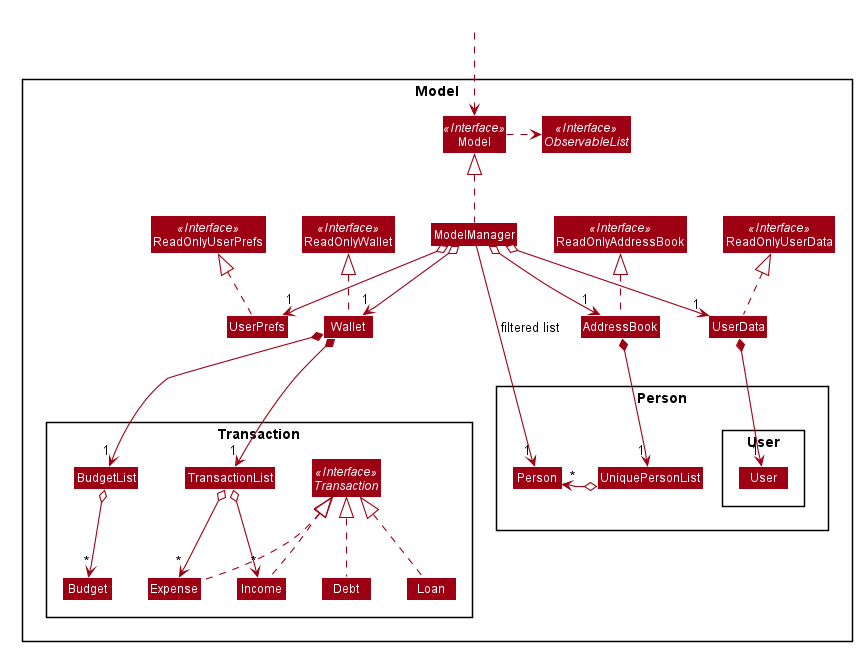 Model
«Interface»
Model
«Interface»
ObservableList
«Interface»
ReadOnlyUserPrefs
«Interface»
ReadOnlyWallet
ModelManager
«Interface»
ReadOnlyAddressBook
«Interface»
ReadOnlyUserData
1
1
1
1
UserPrefs
Wallet
filtered list
AddressBook
UserData
Person
Transaction
User
1
1
1
1
1
BudgetList
TransactionList
«Interface»
Transaction
Person
*
UniquePersonList
User
*
*
*
Budget
Expense
Income
Debt
Loan